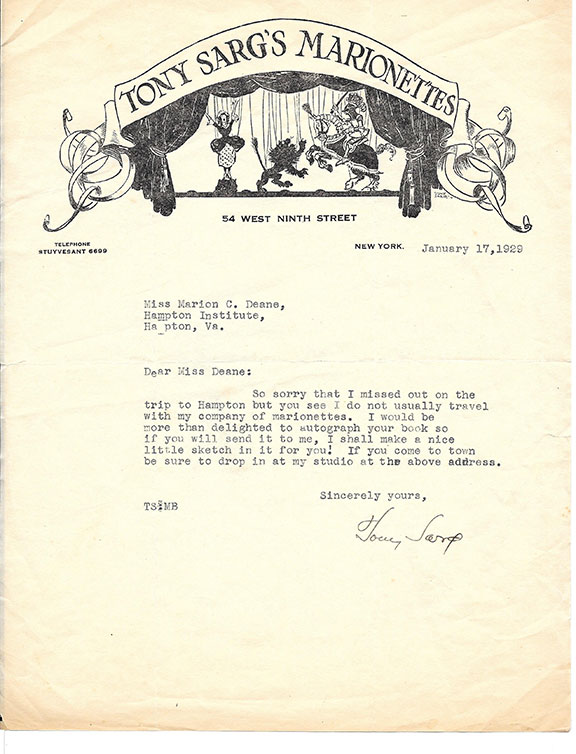 TONY SARG'S MARIONETTES
54 WEST NINTH STREET
TELEPHONE
STUYVESANT 6699
NEW YORK. January 17,1929
Miss Marion C. Deane,
Hampton Institute,
Hampton, Va.
Dear Miss Deane:
So sorry that I missed out on the
trip to Hampton but you see I do not usually travel
with my company of marionettes. I would be
more than delighted to autograph your book so
if you will send it to me, I shall make a nice
little sketch in it for you! If you come to town
be sure to drop in at my studio at the above address.
Sincerely yours,
TS:MB
Tony Sarg